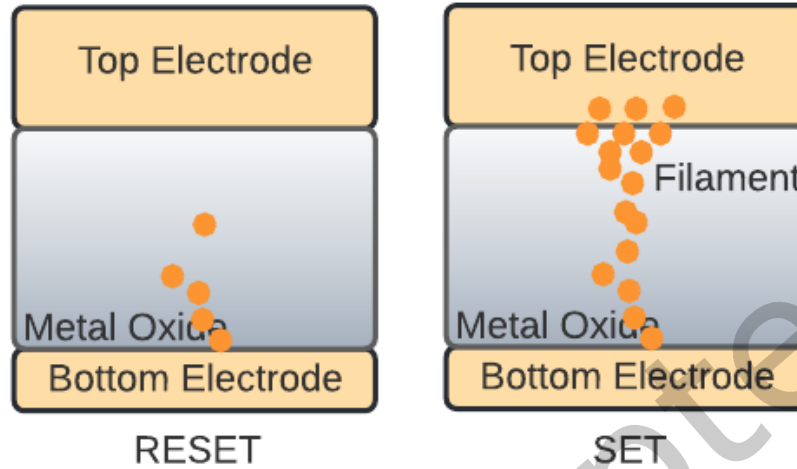 Top Electrode
Metal Oxide
Bottom Electrode
RESET
Top Electrode
Filament
Metal Oxide
Bottom Electrode
SET